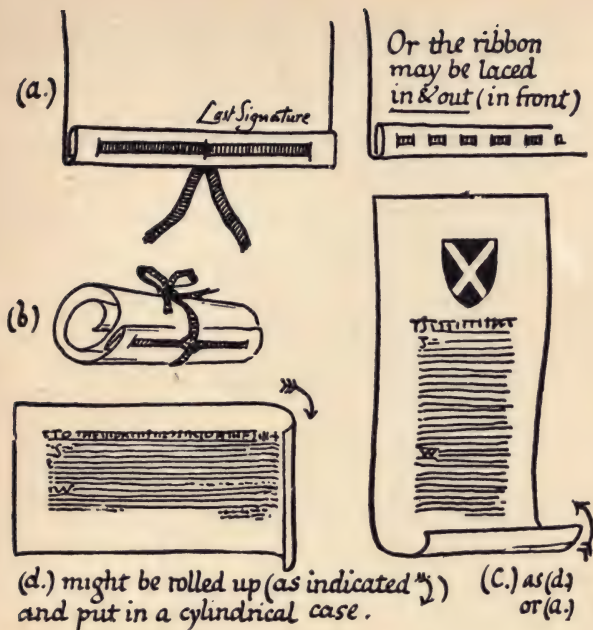 (a.)
Last Signature
Or the ribbon
may be laced
in & out (in front)
(b)
(d.) might be rolled up (as indicated)
and put in a cylindrical case.
(C.) as (d.)
or (a.)